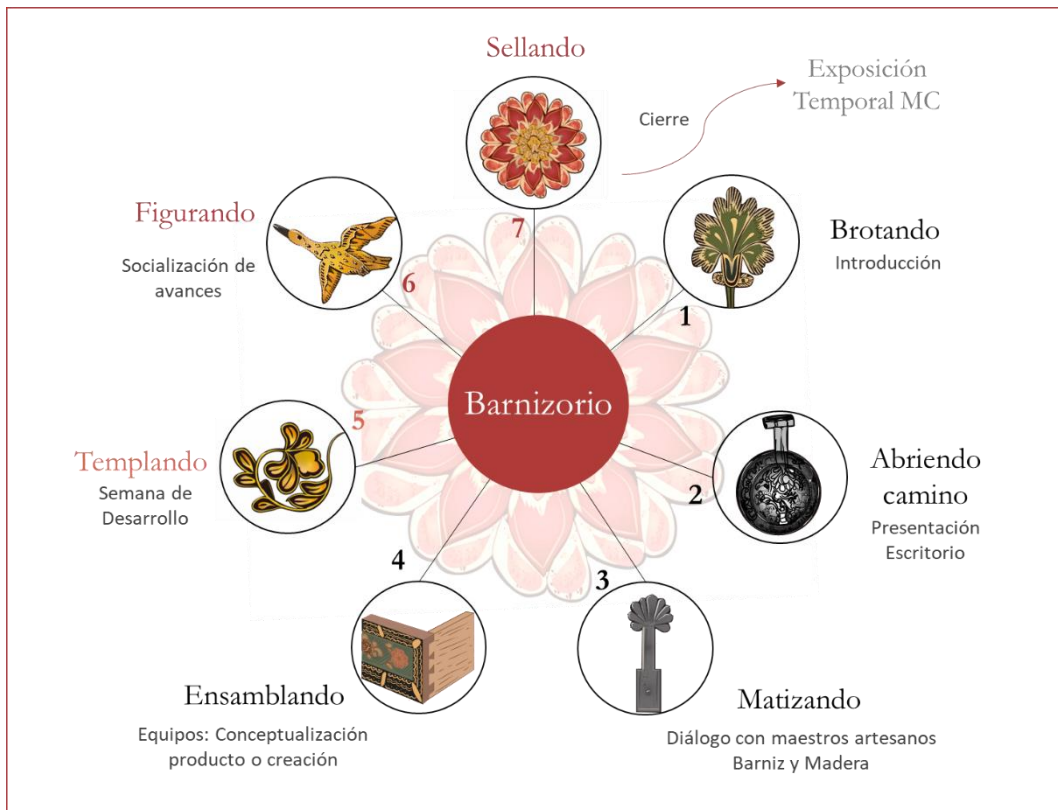 Sellando
Cierre
Exposición
Temporal MC
7
Brotando
Introducción
1
Abriendo
camino
Presentación
Escritorio
2
Matizando
Diálogo con maestros artesanos
Barniz y Madera
3
Ensamblando
Equipos: Conceptualización
producto o creación
4
Templando
Semana de
Desarrollo
5
Figurando
Socialización de
avances
6
Barnizorio